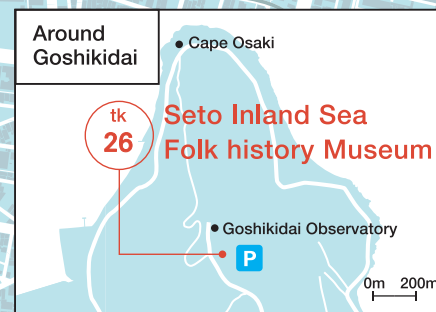 Around
Goshikidai
Cape Osaki
tk
26
Seto Inland Sea
Folk history Museum
Goshikidai Observatory
P
0m 200m